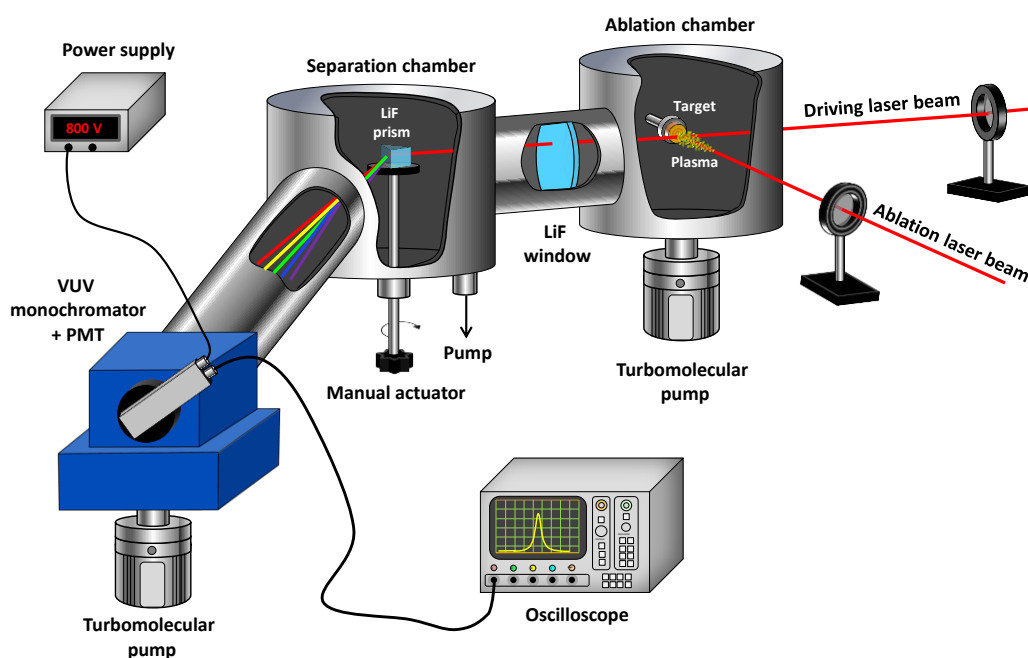 Power supply
800 V
Separation chamber
LiF
prism
Ablation chamber
Target
Plasma
Driving laser beam
Ablation laser beam
LiF
window
VUV
monochromator
+ PMT
Pump
Manual actuator
Turbomolecular
pump
Oscilloscope
Turbomolecular
pump